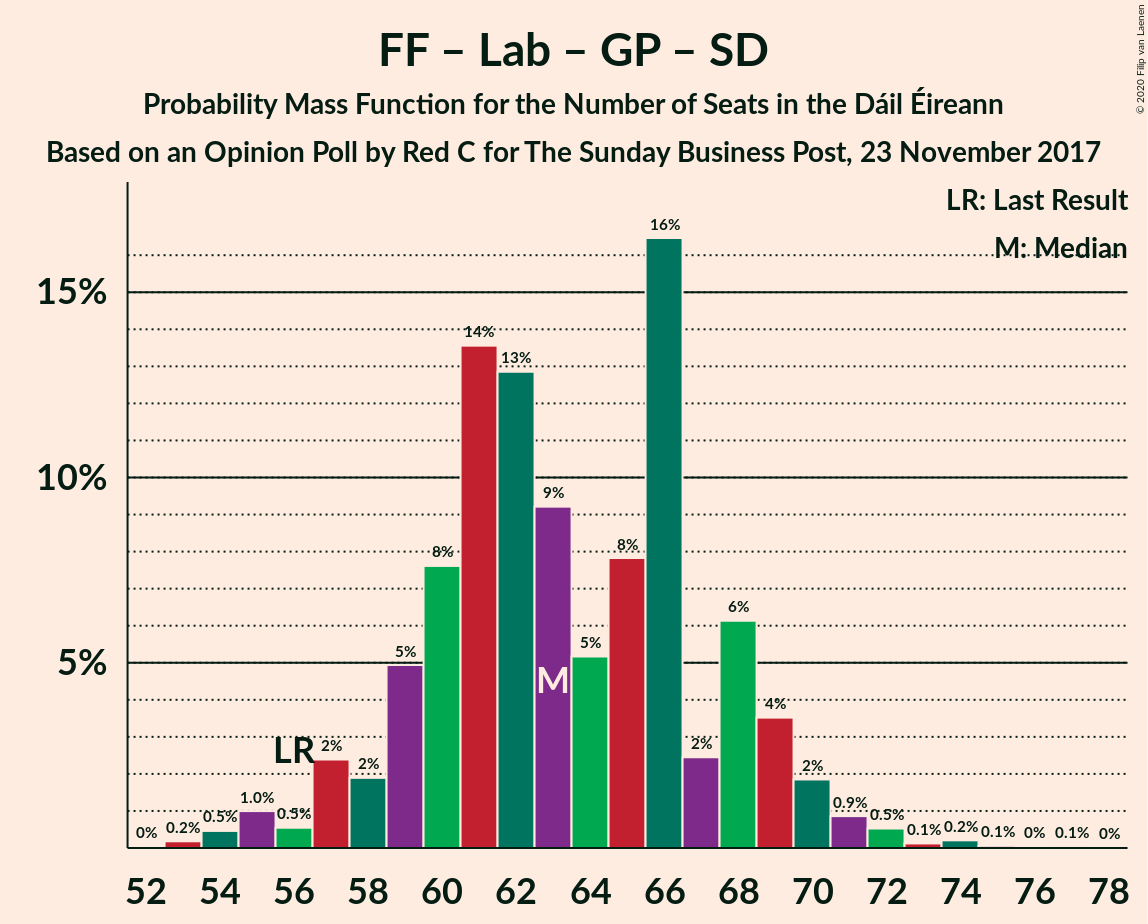 FF – Lab – GP – SD
Probability Mass Function for the Number of Seats in the Dáil Éireann
Based on an Opinion Poll by Red C for The Sunday Business Post, 23 November 2017
© 2020 Filip van Laenen
LR: Last Result
M: Median
15%
10%
5%
0% 0.2% 0.5% 1.0% 0.5% 2% 2% 5% 8% 14% 13% 9% 5% 8% 16% 2% 6% 4% 2% 0.9% 0.5% 0.1% 0.2% 0.1% 0% 0.1% 0%
LR
M
52 54 56 58 60 62 64 66 68 70 72 74 76 78